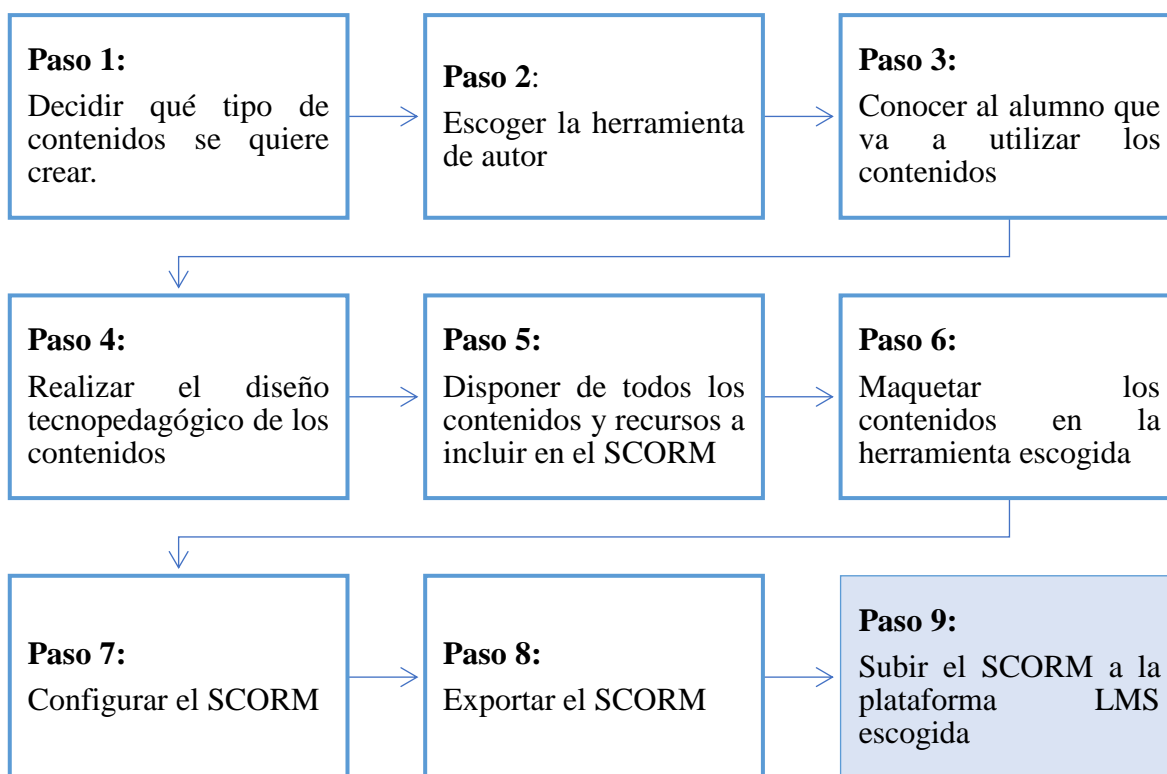 Paso 1:
Decidir qué tipo de
contenidos se quiere
crear.
Paso 2:
Escoger la herramienta
de autor
Paso 3:
Conocer al alumno que
va a utilizar los
contenidos
Paso 4:
Realizar el diseño
tecnopedagógico de los
contenidos
Paso 5:
Disponer de todos los
contenidos y recursos a
incluir en el SCORM
Paso 6:
Maquetar los
contenidos en la
herramienta escogida
Paso 7:
Configurar el SCORM
Paso 8:
Exportar el SCORM
Paso 9:
Subir el SCORM a la
plataforma LMS
escogida